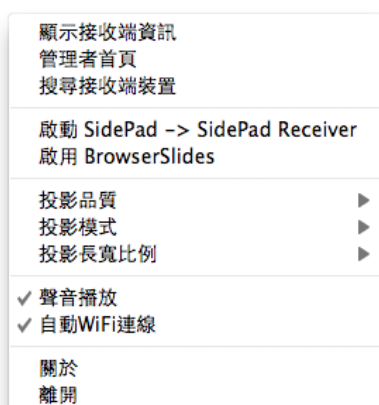 顯示接收端資訊
管理者首頁
搜尋接收端裝置
啟動 SidePad -> SidePad Receiver
啟用 BrowserSlides
投影品質
投影模式
投影長寬比例
聲音播放
自動WiFi連線
關於
離開